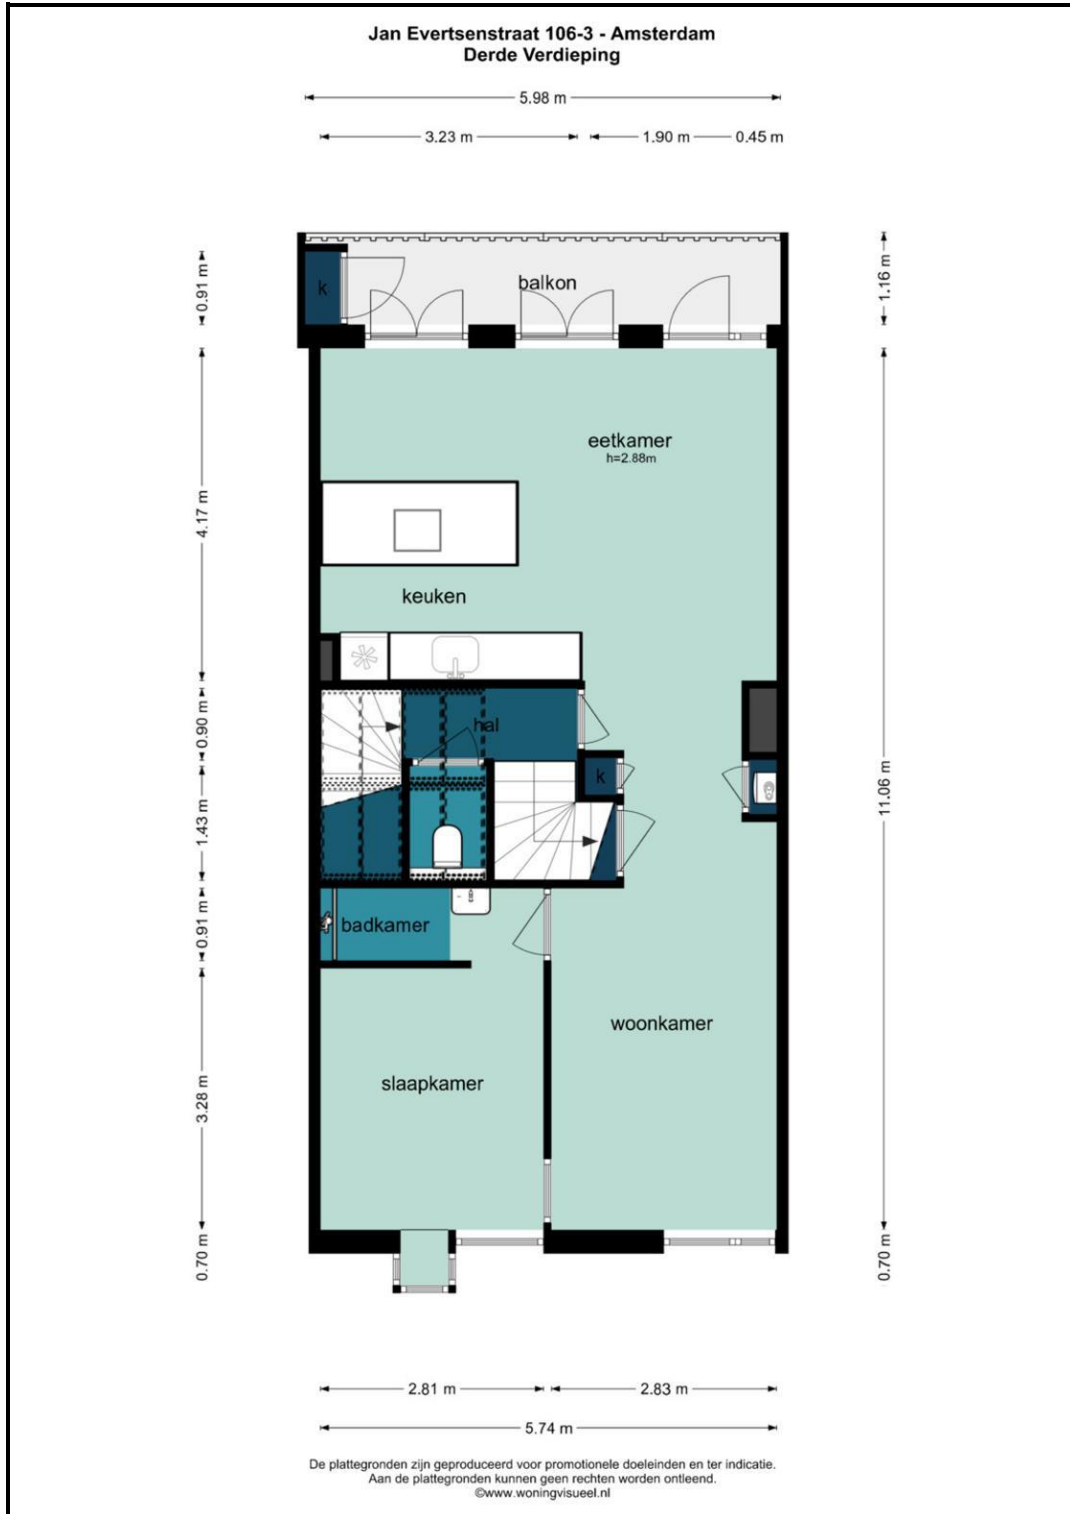 Jan Evertsenstraat 106-3 - Amsterdam
Derde Verdieping
5.98 m
3.23 m
1.90 m
0.45 m
0.91 m
k
balkon
1.16 m
eetkamer
h=2.88m
4.17 m
keuken
0.90 m
hal
k
11.06 m
1.43 m
0.91 m
badkamer
woonkamer
slaapkamer
3.28 m
0.70 m
0.70 m
2.81 m
2.83 m
5.74 m
De plattegronden zijn geproduceerd voor promotionele doeleinden en ter indicatie.
Aan de plattegronden kunnen geen rechten worden ontleend.
©www.woningvisueel.nl